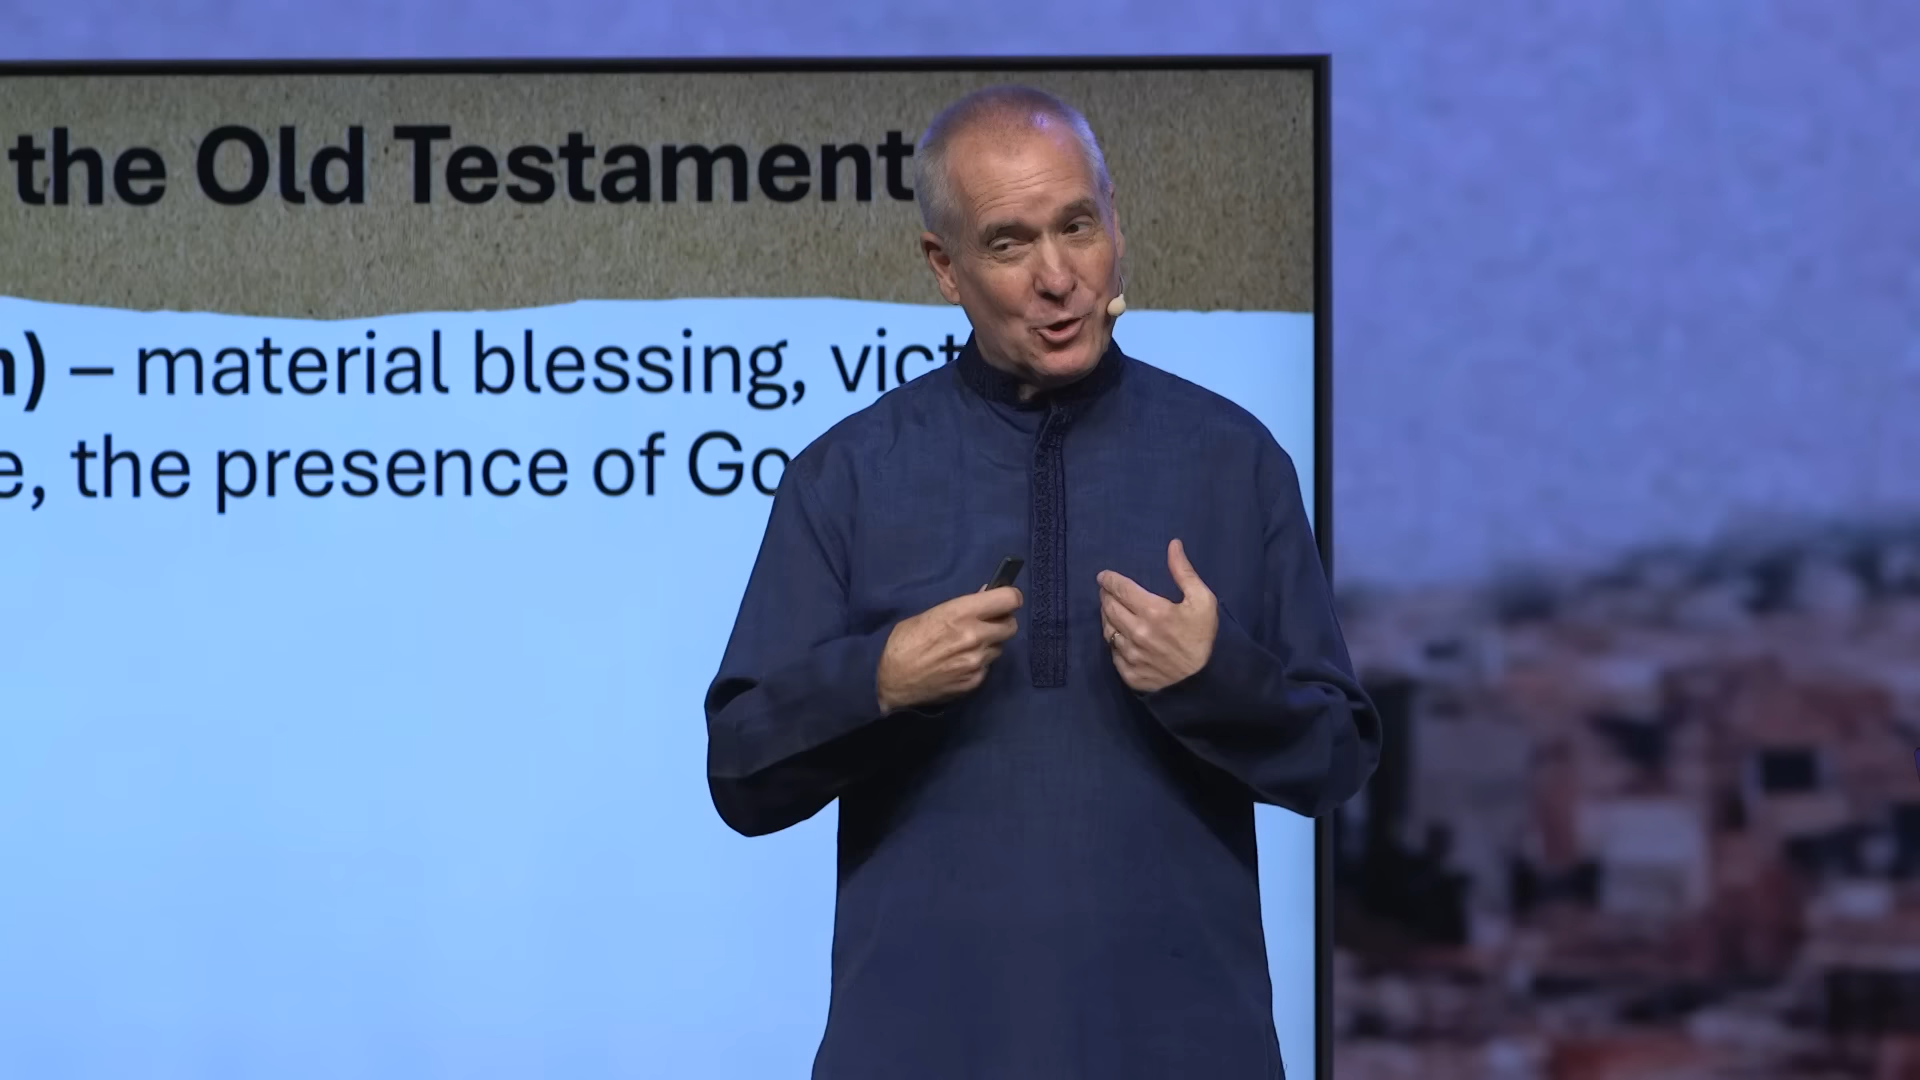 the Old Testament
) – material blessing,
, the presence of